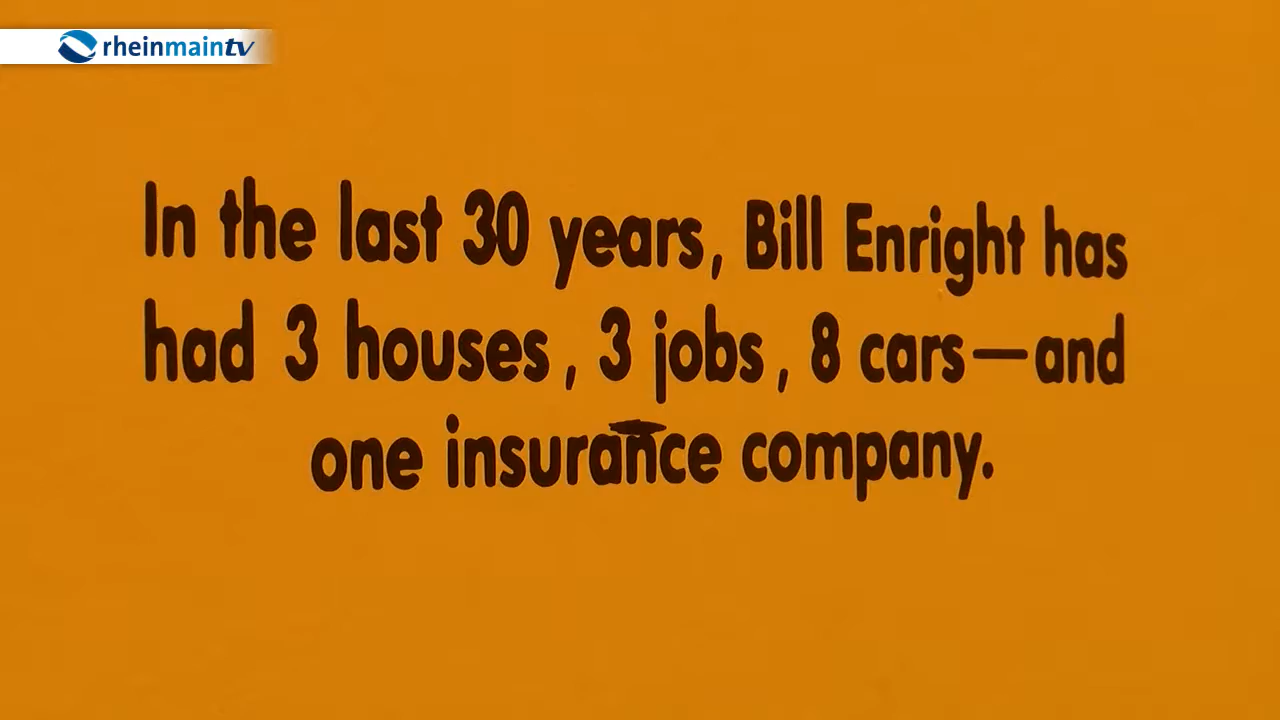 rheinmaintv
In the last 30 years, Bill Enright has
had 3 houses, 3 jobs, 8 cars—and
one insurance company.